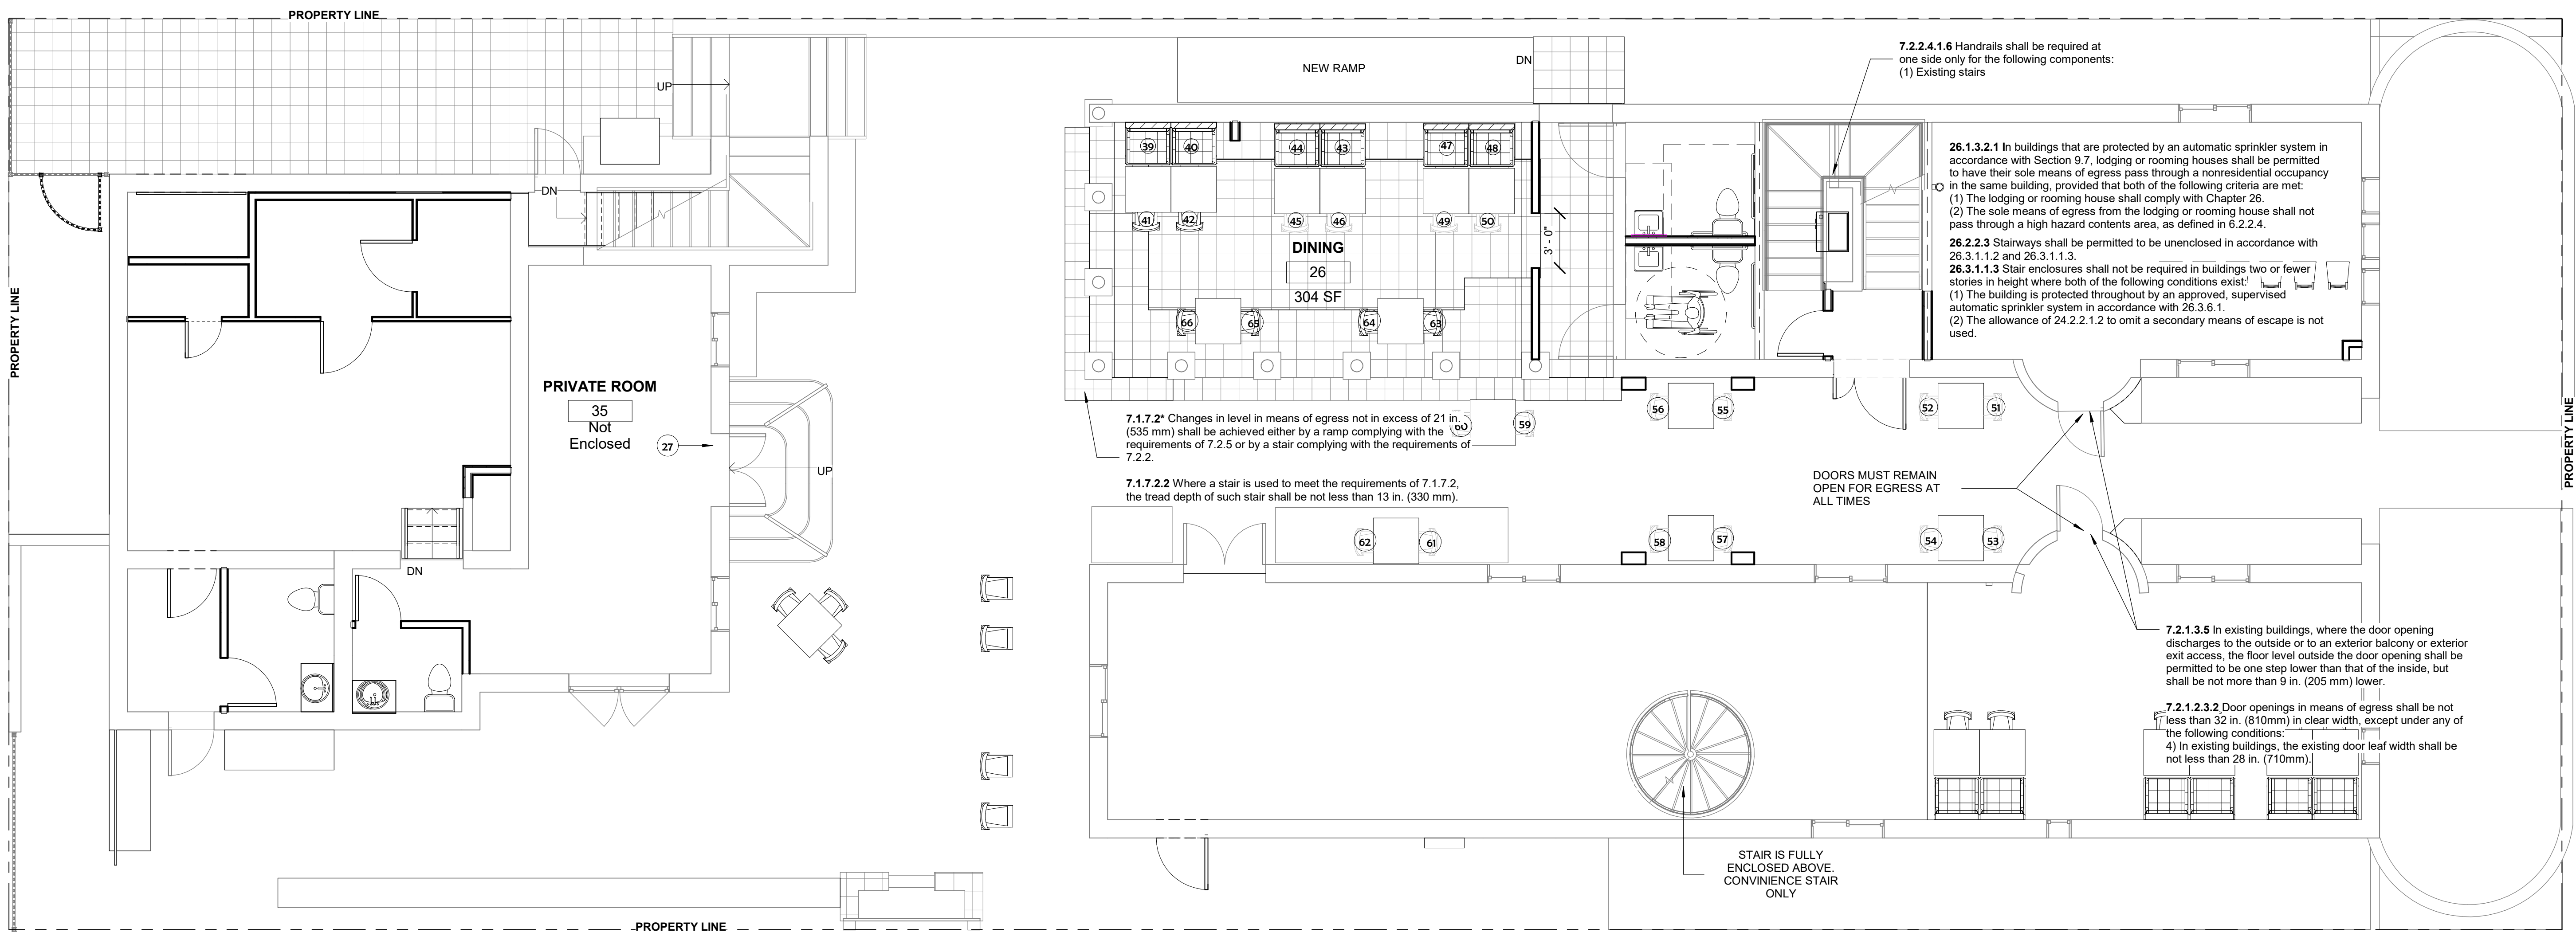 PROPERTY LINE
UP
NEW RAMP
DN
7.2.2.4.1.6 Handrails shall be required at
one side only for the following components:
(1) Existing stairs
39
40
44
43
47
48
26.1.3.2.1 In buildings that are protected by an automatic sprinkler system in
accordance with Section 9.7, lodging or rooming houses shall be permitted
to have their sole means of egress pass through a nonresidential occupancy
in the same building, provided that both of the following criteria are met:
(1) The lodging or rooming house shall comply with Chapter 26.
(2) The sole means of egress from the lodging or rooming house shall not
pass through a high hazard contents area, as defined in 6.2.2.4.
26.2.2.3 Stairways shall be permitted to be unenclosed in accordance with
26.3.1.1.2 and 26.3.1.1.3.
26.3.1.1.3 Stair enclosures shall not be required in buildings two or fewer
stories in height where both of the following conditions exist:
(1) The building is protected throughout by an approved, supervised
automatic sprinkler system in accordance with 26.3.6.1.
(2) The allowance of 24.2.2.1.2 to omit a secondary means of escape is not
used.
DN
41
42
45
46
49
50
DINING
26
304 SF
3' - 0"
66
65
64
63
PROPERTY LINE
PRIVATE ROOM
35
Not
Enclosed
27
UP
7.1.7.2* Changes in level in means of egress not in excess of 21 in.
(535 mm) shall be achieved either by a ramp complying with the
requirements of 7.2.5 or by a stair complying with the requirements of
7.2.2.
7.1.7.2.2 Where a stair is used to meet the requirements of 7.1.7.2,
the tread depth of such stair shall be not less than 13 in. (330 mm).
60
59
56
55
52
51
DOORS MUST REMAIN
OPEN FOR EGRESS AT
ALL TIMES
PROPERTY LINE
62
61
58
57
54
53
DN
7.2.1.3.5 In existing buildings, where the door opening
discharges to the outside or to an exterior balcony or exterior
exit access, the floor level outside the door opening shall be
permitted to be one step lower than that of the inside, but
shall be not more than 9 in. (205 mm) lower.
7.2.1.2.3.2 Door openings in means of egress shall be not
less than 32 in. (810mm) in clear width, except under any of
the following conditions:
4) In existing buildings, the existing door leaf width shall be
not less than 28 in. (710mm).
STAIR IS FULLY
ENCLOSED ABOVE.
CONVINIENCE STAIR
ONLY
PROPERTY LINE